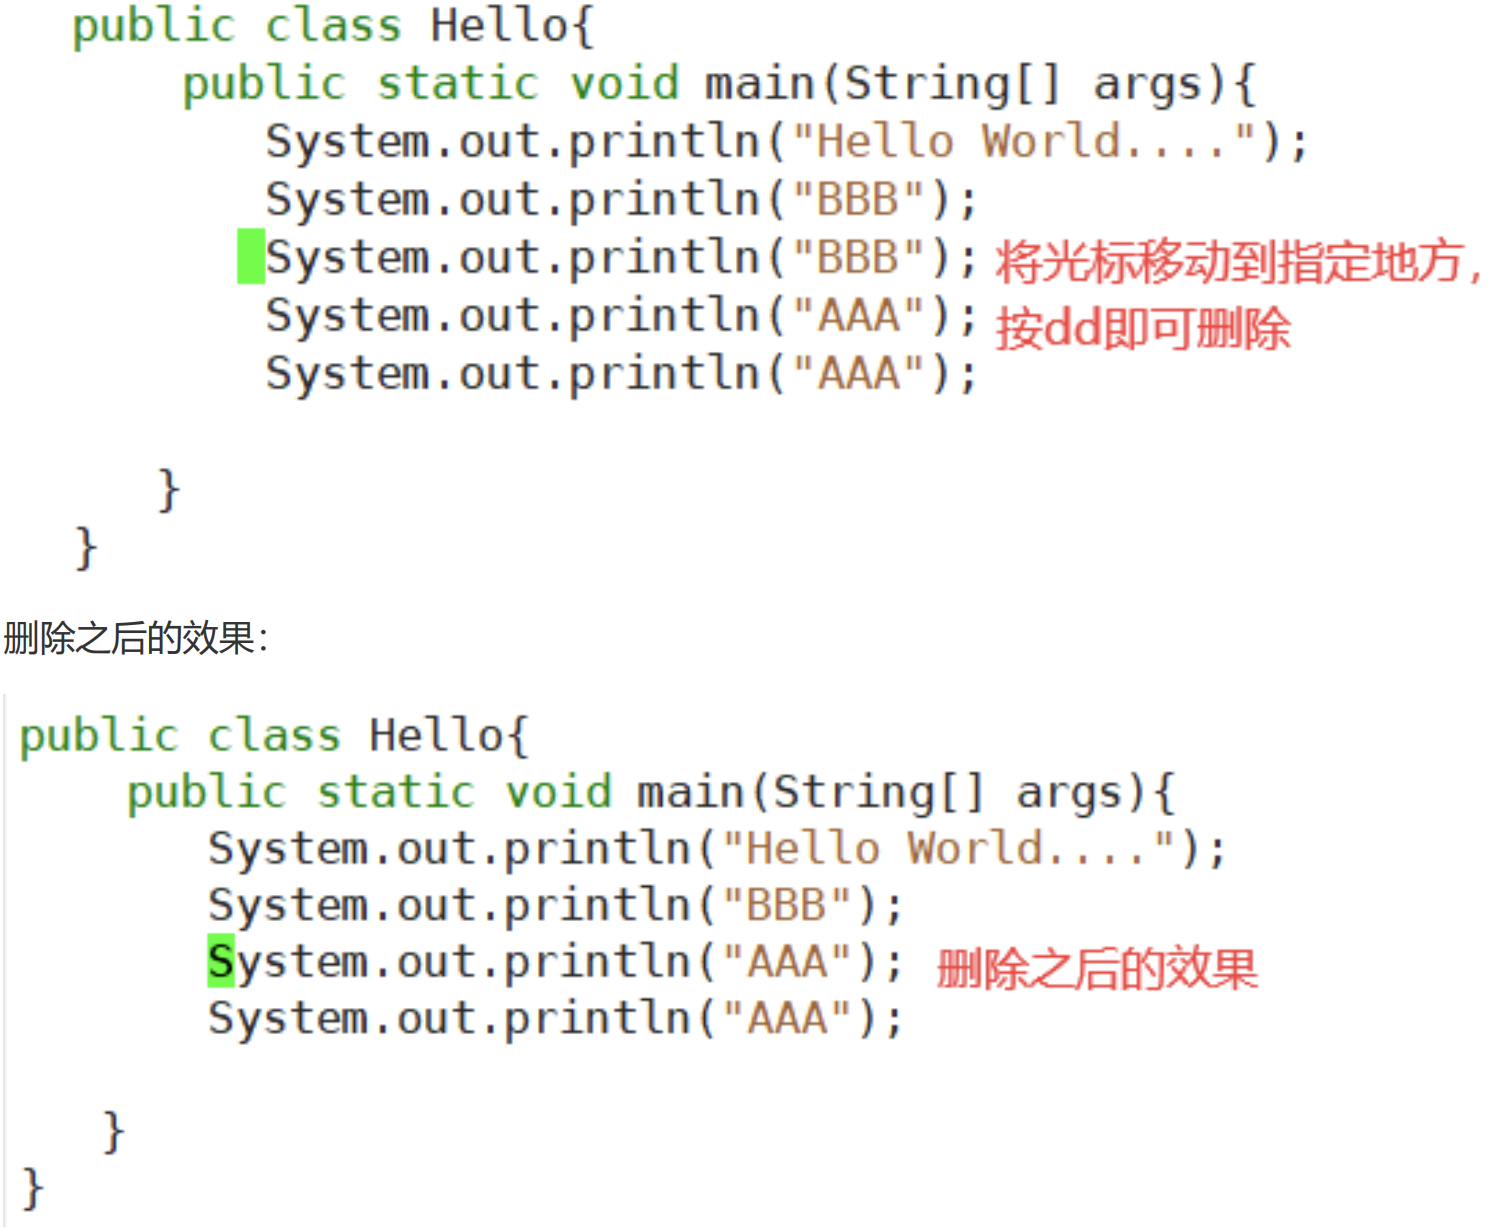 public class Hello{
public static void main(String[] args){
System.out.println("Hello World....");
System.out.println("BBB");
System.out.println("BBB"); 将光标移动到指定地方，
System.out.println("AAA"); 按dd即可删除
System.out.println("AAA");
}
}
删除之后的效果：
public class Hello{
public static void main(String[] args){
System.out.println("Hello World....");
System.out.println("BBB");
System.out.println("AAA"); 删除之后的效果
System.out.println("AAA");
}
}